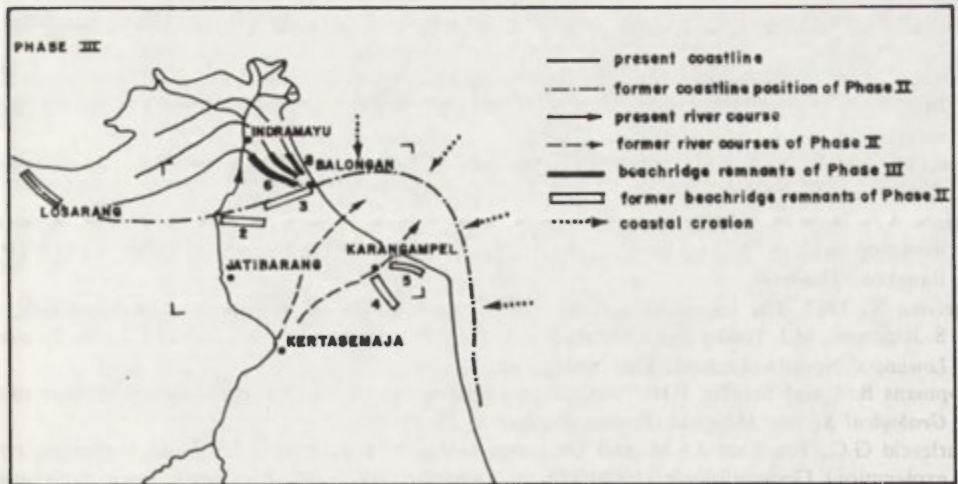 PHASE III
present coastline
former coastline position of Phase II
present river course
former river courses of Phase II
beachridge remnants of Phase III
former beachridge remnants of Phase II
coastal erosion
INDRAMAYU
8
BALONGAN
6
LOSARANG
3
2
KARANGAMPEL
JATIBARANG
5
4
KERTASEMAJA